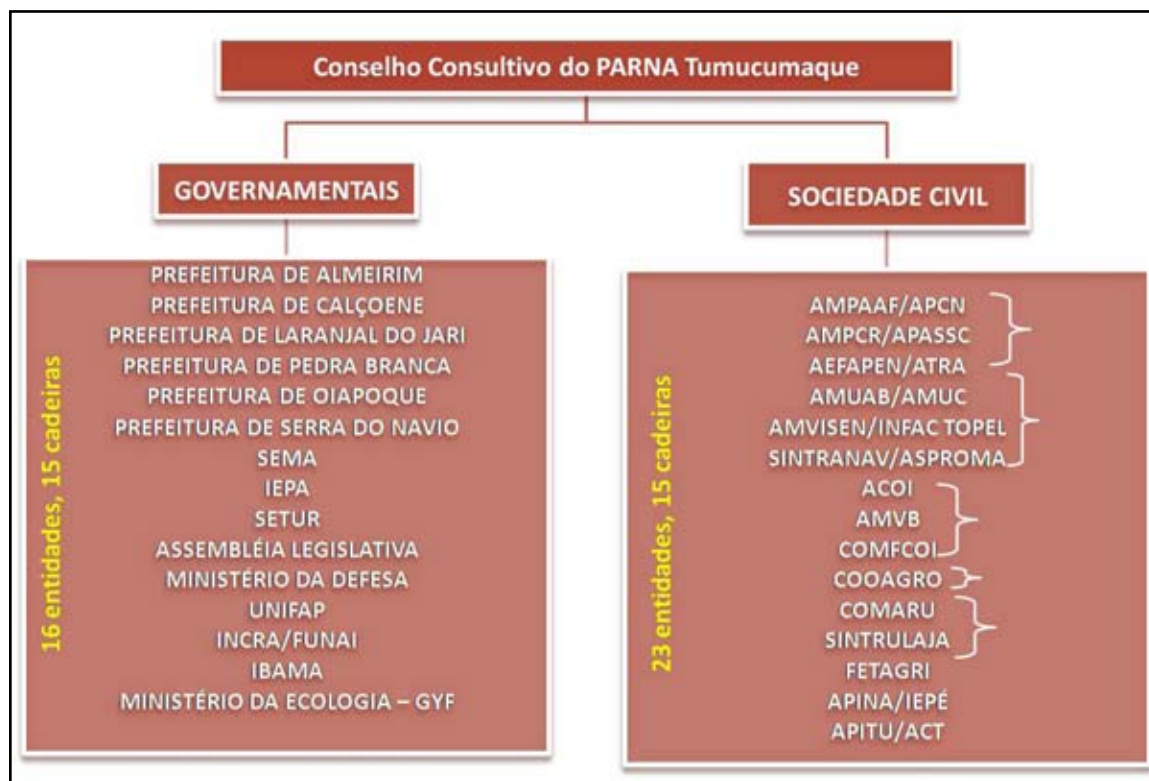 Conselho Consultivo do PARNA Tumucumaque
GOVERNAMENTAIS
16 entidades, 15 cadeiras
PREFEITURA DE ALMEIRIM
PREFEITURA DE CALÇOENE
PREFEITURA DE LARANJAL DO JARI
PREFEITURA DE PEDRA BRANCA
PREFEITURA DE OIAPOQUE
PREFEITURA DE SERRA DO NAVIO
SEMA
IEPA
SETUR
ASSEMBLÉIA LEGISLATIVA
MINISTÉRIO DA DEFESA
UNIFAP
INCRA/FUNAI
IBAMA
MINISTÉRIO DA ECOLOGIA – GYF
SOCIEDADE CIVIL
23 entidades, 15 cadeiras
AMPAAF/APCN
AMPCR/APASSC
AEFAPEN/ATRA
AMUAB/AMUC
AMVISEN/INFAC TOPEL
SINTRANAV/ASPROMA
ACOI
AMVB
COMFCOI
COOAGRO
COMARU
SINTRULAJA
FETAGRI
APINA/IEPÉ
APITU/ACT